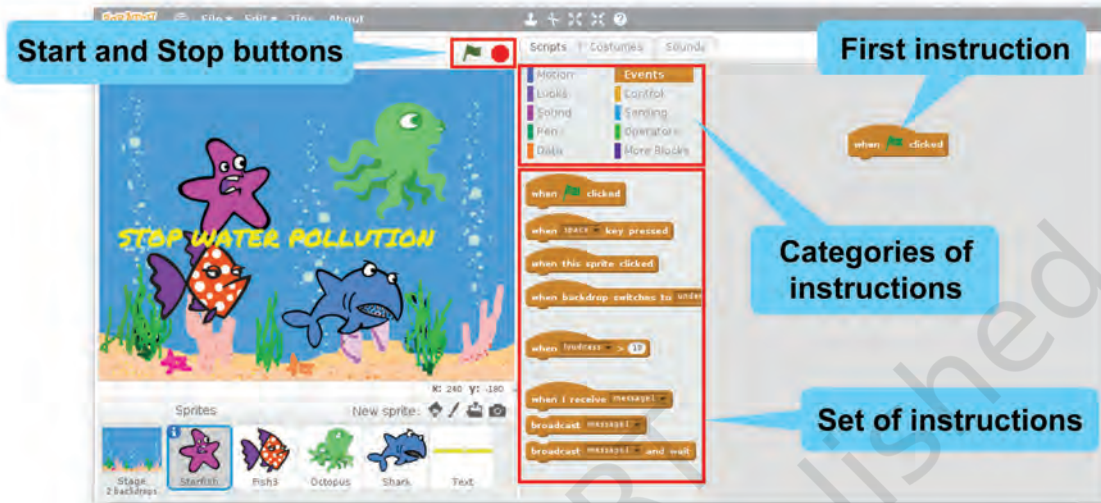 SCRATCH File Edit Tips About
Start and Stop buttons
Scripts Costumes Sounds
First instruction
Motion Events
Looks Control
Sound Sensing
Pen Operators
Data More Blocks
when clicked
when clicked
when space key pressed
when this sprite clicked
when backdrop switches to under
when loudness > 10
when I receive message1
broadcast message1
broadcast message1 and wait
Categories of
instructions
Set of instructions
STOP WATER POLLUTION
X: 240 y: -180
Sprites New sprite:
Stage
2 backdrops
Starfish Fish3 Octopus Shark Text